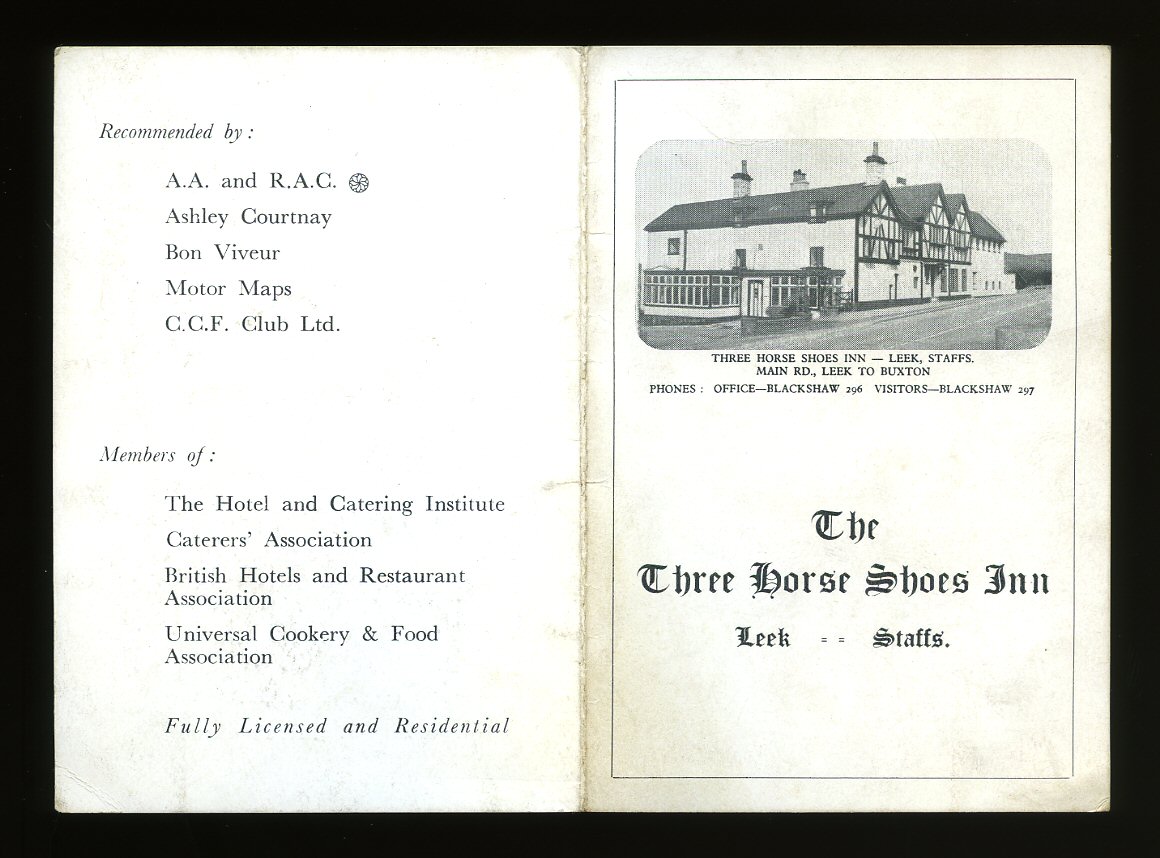 Recommended by :
A.A. and R.A.C.
Ashley Courtnay
Bon Viveur
Motor Maps
C.C.F. Club Ltd.
Members of :
The Hotel and Catering Institute
Caterers' Association
British Hotels and Restaurant
Association
Universal Cookery & Food
Association
Fully Licensed and Residential
THREE HORSE SHOES INN — LEEK, STAFFS.
MAIN RD., LEEK TO BUXTON
PHONES : OFFICE—BLACKSHAW 296 VISITORS—BLACKSHAW 297
The
Three Horse Shoes Inn
Leek = = Staffs.